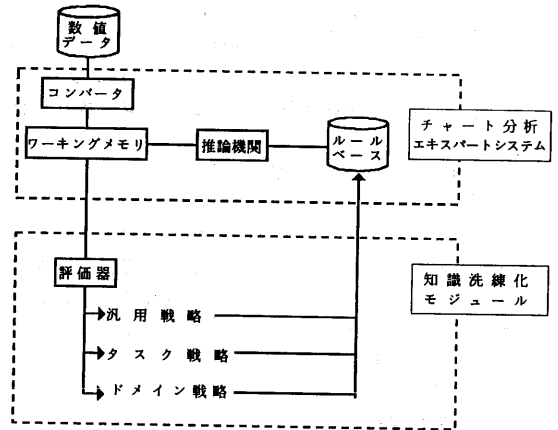 数値
データ
コンバータ
ワーキングメモリ
推論機関
ルール
ベース
チャート分析
エキスパートシステム
評価器
汎用戦略
タスク戦略
ドメイン戦略
知識洗練化
モジュール